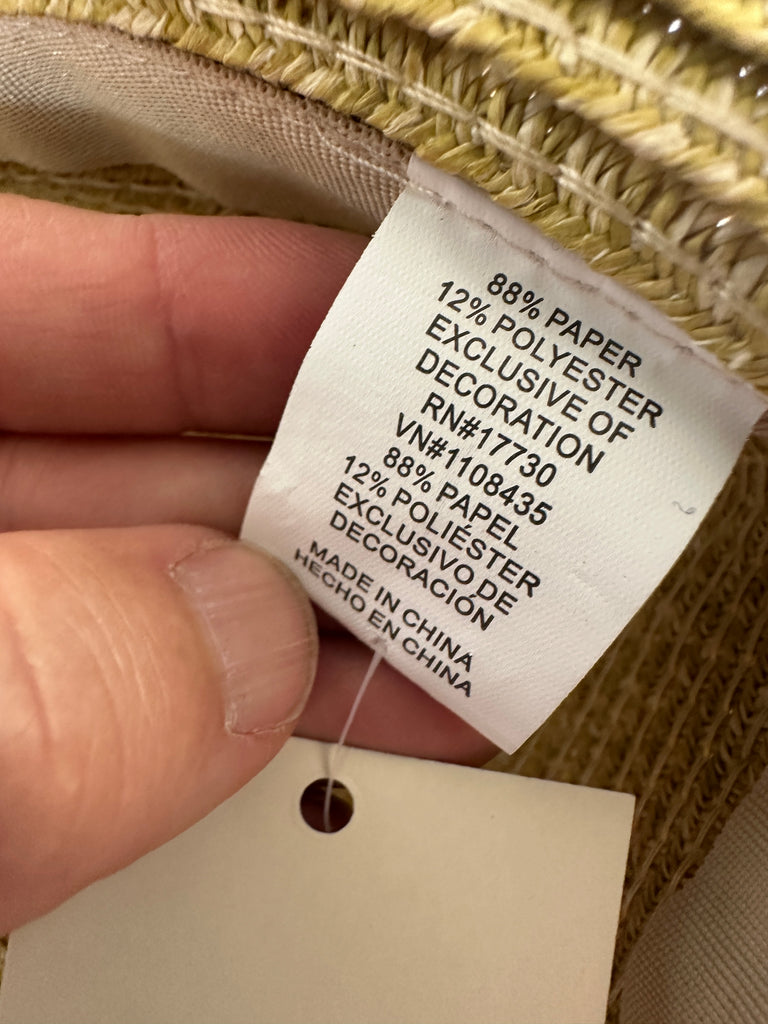 88% PAPER
12% POLYESTER
EXCLUSIVE OF
DECORATION
RN#17730
VN#1108435
88% PAPEL
12% POLIÉSTER
EXCLUSIVO DE
DECORACIÓN
MADE IN CHINA
HECHO EN CHINA